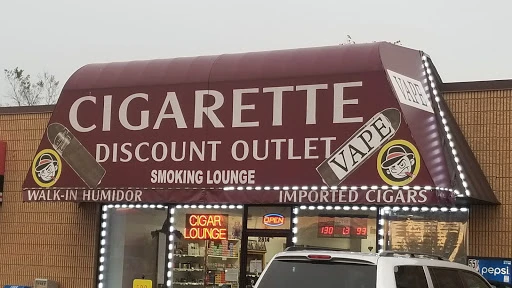 CIGARETTE
DISCOUNT OUTLET
SMOKING LOUNGE
VAPE
VAPE
WALK-IN HUMIDOR
IMPORTED CIGARS
CIGAR
LOUNGE
OPEN
pepsi